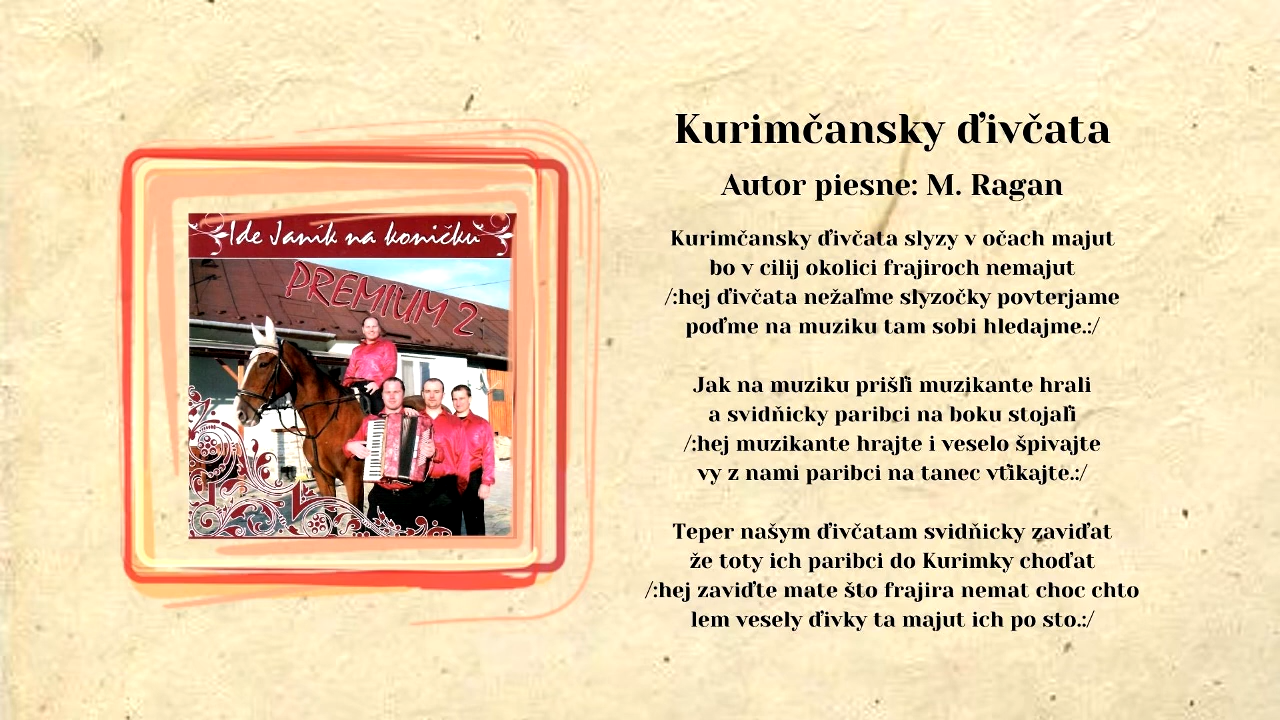 Ide Janík na koníčku
PREMIUM 2
Kurimčansky ďivčata
Autor piesne: M. Ragan
Kurimčansky ďivčata slyzy v očach majut
bo v cilij okolici frajiroch nemajut
/:hej ďivčata nežaľme slyzočky povterjame
poďme na muziku tam sobi hledajme.:/
Jak na muziku prišľi muzikante hrali
a svidňicky paribci na boku stojaľi
/:hej muzikante hrajte i veselo špivajte
vy z nami paribci na tanec vťikajte.:/
Teper našym ďivčatam svidňicky zaviďat
že toty ich paribci do Kurimky choďat
/:hej zaviďte mate što frajira nemat choc chto
lem vesely ďivky ta majut ich po sto.:/